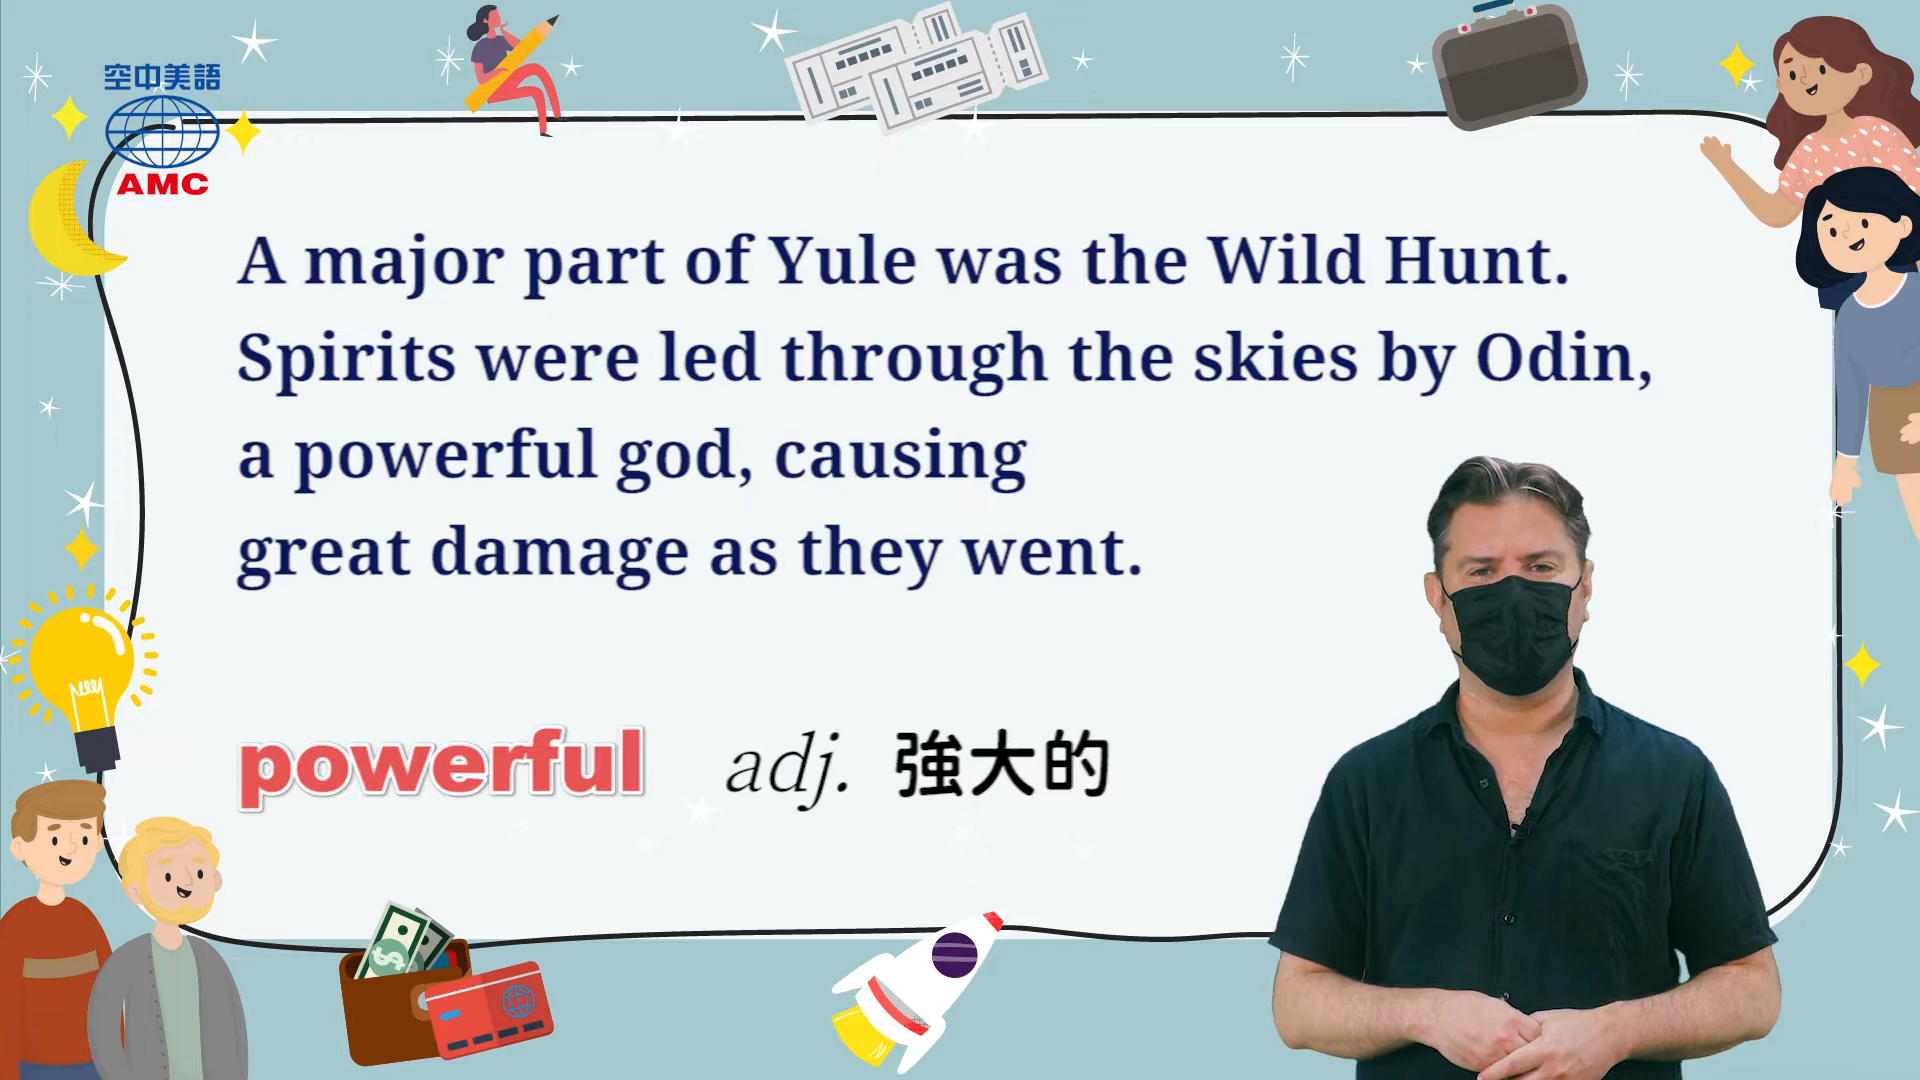 空中美語
AMC
A major part of Yule was the Wild Hunt.
Spirits were led through the skies by Odin,
a powerful god, causing
great damage as they went.
powerful adj. 強大的